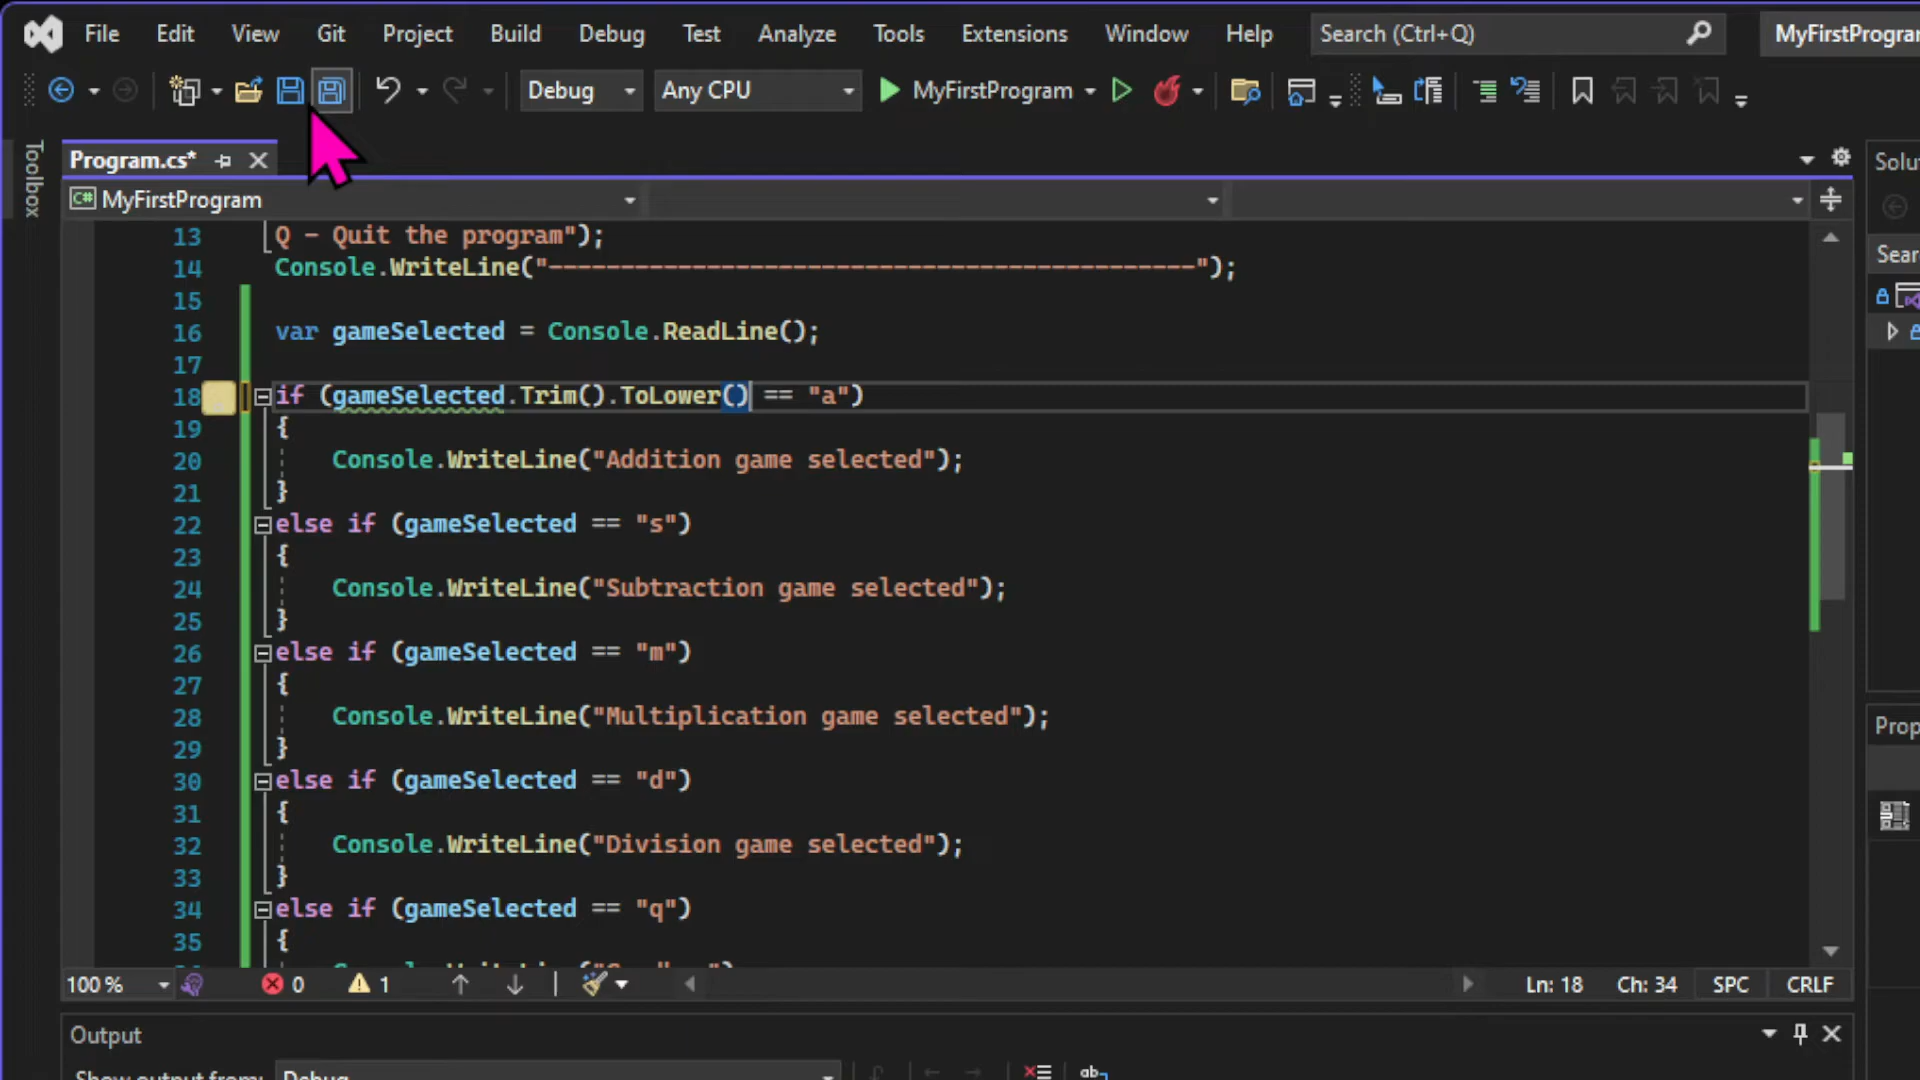 File Edit View Git Project Build Debug Test Analyze Tools Extensions Window Help Search (Ctrl+Q) MyFirstProgram
Debug Any CPU MyFirstProgram
Toolbox
Program.cs*
C# MyFirstProgram
13 Q - Quit the program");
14 Console.WriteLine("---------------------------------------------");
15
16 var gameSelected = Console.ReadLine();
17
18 if (gameSelected.Trim().ToLower() == "a")
19 {
20 Console.WriteLine("Addition game selected");
21 }
22 else if (gameSelected == "s")
23 {
24 Console.WriteLine("Subtraction game selected");
25 }
26 else if (gameSelected == "m")
27 {
28 Console.WriteLine("Multiplication game selected");
29 }
30 else if (gameSelected == "d")
31 {
32 Console.WriteLine("Division game selected");
33 }
34 else if (gameSelected == "q")
35 {
100 % 0 1 Ln: 18 Ch: 34 SPC CRLF
Output
Show output from: Debug
Solu
Sear
Prop